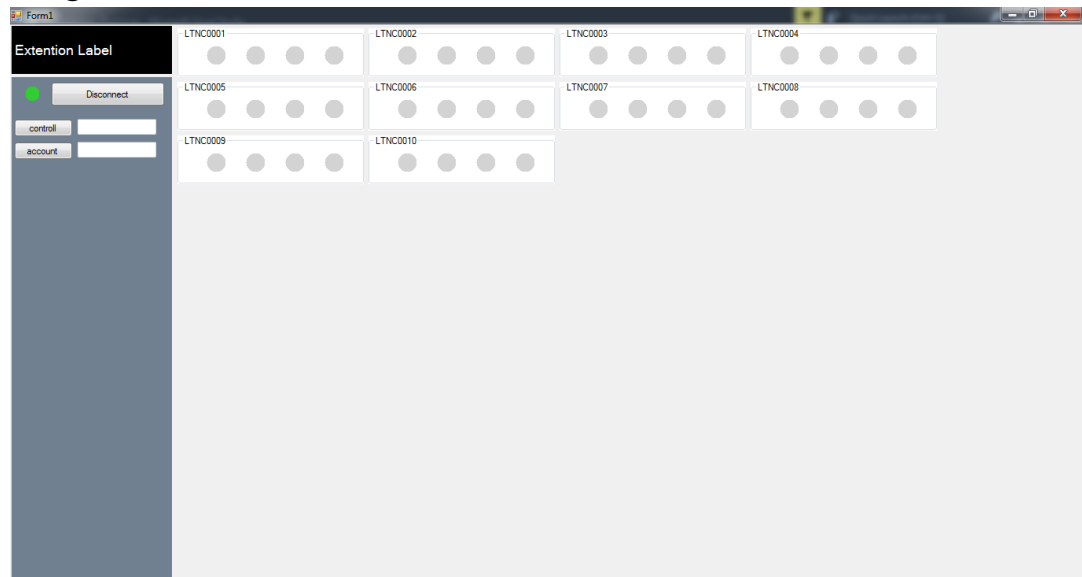 Form1
Extention Label
Disconnect
controll
account
LTNC0001 LTNC0002 LTNC0003 LTNC0004
LTNC0005 LTNC0006 LTNC0007 LTNC0008
LTNC0009 LTNC0010